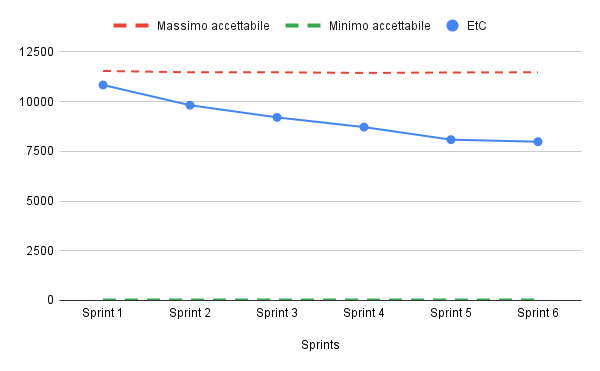 Massimo accettabile Minimo accettabile EtC
12500
10000
7500
5000
2500
0
Sprint 1 Sprint 2 Sprint 3 Sprint 4 Sprint 5 Sprint 6
Sprints